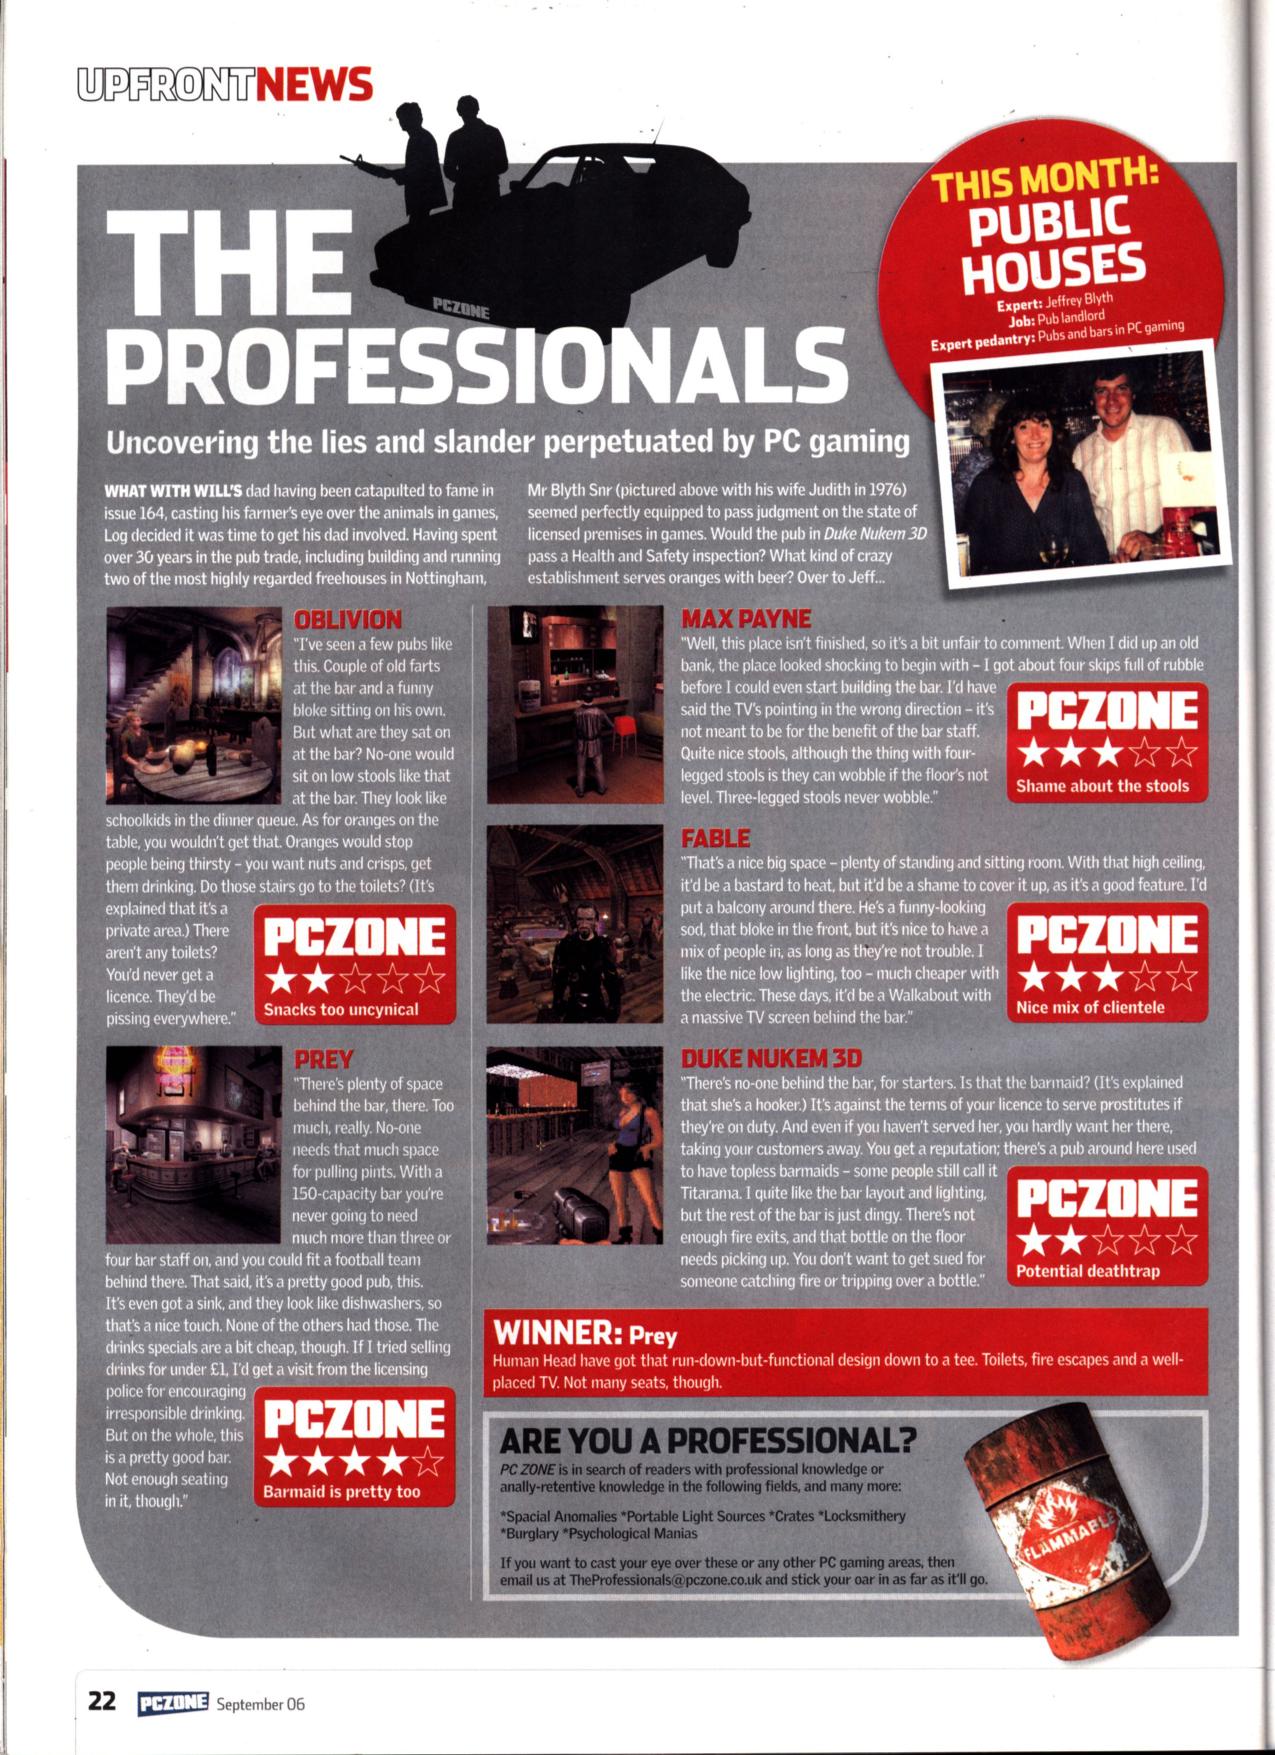 UPFRONTNEWS
THE
PROFESSIONALS
PCZONE
Uncovering the lies and slander perpetuated by PC gaming
THIS MONTH:
PUBLIC
HOUSES
Expert: Jeffrey Blyth
Job: Pub landlord
Expert pedantry: Pubs and bars in PC gaming
WHAT WITH WILL'S dad having been catapulted to fame in
issue 164, casting his farmer's eye over the animals in games,
Log decided it was time to get his dad involved. Having spent
over 30 years in the pub trade, including building and running
two of the most highly regarded freehouses in Nottingham,
Mr Blyth Snr (pictured above with his wife Judith in 1976)
seemed perfectly equipped to pass judgment on the state of
licensed premises in games. Would the pub in Duke Nukem 3D
pass a Health and Safety inspection? What kind of crazy
establishment serves oranges with beer? Over to Jeff...
OBLIVION
"I've seen a few pubs like
this. Couple of old farts
at the bar and a funny
bloke sitting on his own.
But what are they sat on
at the bar? No-one would
sit on low stools like that
at the bar. They look like
schoolkids in the dinner queue. As for oranges on the
table, you wouldn't get that. Oranges would stop
people being thirsty – you want nuts and crisps, get
them drinking. Do those stairs go to the toilets? (It's
explained that it's a
private area.) There
aren't any toilets?
You'd never get a
licence. They'd be
pissing everywhere."
PCZONE
Snacks too uncynical
PREY
"There's plenty of space
behind the bar, there. Too
much, really. No-one
needs that much space
for pulling pints. With a
150-capacity bar you're
never going to need
much more than three or
four bar staff on, and you could fit a football team
behind there. That said, it's a pretty good pub, this.
It's even got a sink, and they look like dishwashers, so
that's a nice touch. None of the others had those. The
drinks specials are a bit cheap, though. If I tried selling
drinks for under £1, I'd get a visit from the licensing
police for encouraging
irresponsible drinking.
But on the whole, this
is a pretty good bar.
Not enough seating
in it, though."
PCZONE
Barmaid is pretty too
MAX PAYNE
"Well, this place isn't finished, so it's a bit unfair to comment. When I did up an old
bank, the place looked shocking to begin with – I got about four skips full of rubble
before I could even start building the bar. I'd have
said the TV's pointing in the wrong direction – it's
not meant to be for the benefit of the bar staff.
Quite nice stools, although the thing with four-
legged stools is they can wobble if the floor's not
level. Three-legged stools never wobble."
PCZONE
Shame about the stools
FABLE
"That's a nice big space – plenty of standing and sitting room. With that high ceiling,
it'd be a bastard to heat, but it'd be a shame to cover it up, as it's a good feature. I'd
put a balcony around there. He's a funny-looking
sod, that bloke in the front, but it's nice to have a
mix of people in, as long as they're not trouble. I
like the nice low lighting, too – much cheaper with
the electric. These days, it'd be a Walkabout with
a massive TV screen behind the bar."
PCZONE
Nice mix of clientele
DUKE NUKEM 3D
"There's no-one behind the bar, for starters. Is that the barmaid? (It's explained
that she's a hooker.) It's against the terms of your licence to serve prostitutes if
they're on duty. And even if you haven't served her, you hardly want her there,
taking your customers away. You get a reputation; there's a pub around here used
to have topless barmaids – some people still call it
Titarama. I quite like the bar layout and lighting,
but the rest of the bar is just dingy. There's not
enough fire exits, and that bottle on the floor
needs picking up. You don't want to get sued for
someone catching fire or tripping over a bottle."
PCZONE
Potential deathtrap
WINNER: Prey
Human Head have got that run-down-but-functional design down to a tee. Toilets, fire escapes and a well-
placed TV. Not many seats, though.
ARE YOU A PROFESSIONAL?
PC ZONE is in search of readers with professional knowledge or
anally-retentive knowledge in the following fields, and many more:
*Spacial Anomalies *Portable Light Sources *Crates *Locksmithery
*Burglary *Psychological Manias
If you want to cast your eye over these or any other PC gaming areas, then
email us at TheProfessionals@pczone.co.uk and stick your oar in as far as it'll go.
FLAMMABLE
22 PCZONE September 06